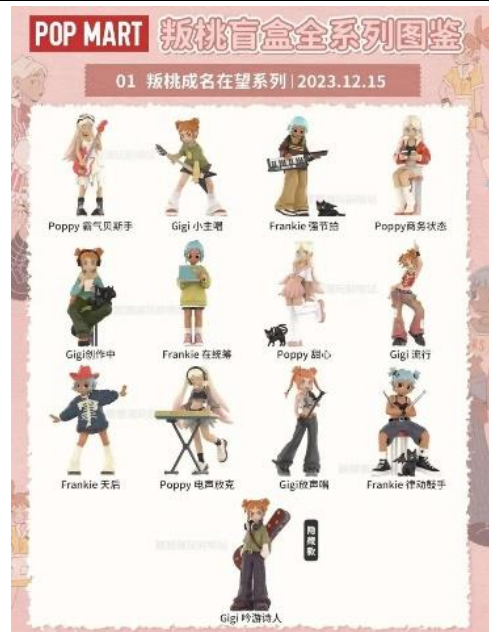 POP MART 叛桃盲盒全系列图鉴
01 叛桃成名在望系列|2023.12.15
Poppy 霸气贝斯手
Gigi 小主唱
Frankie 强节拍
Poppy商务状态
Gigi创作中
Frankie 在线筹
Poppy 甜心
Gigi 流行
Frankie 天后
Poppy 电声放克
Gigi放声唱
Frankie 律动鼓手
隐藏款
Gigi 吟游诗人